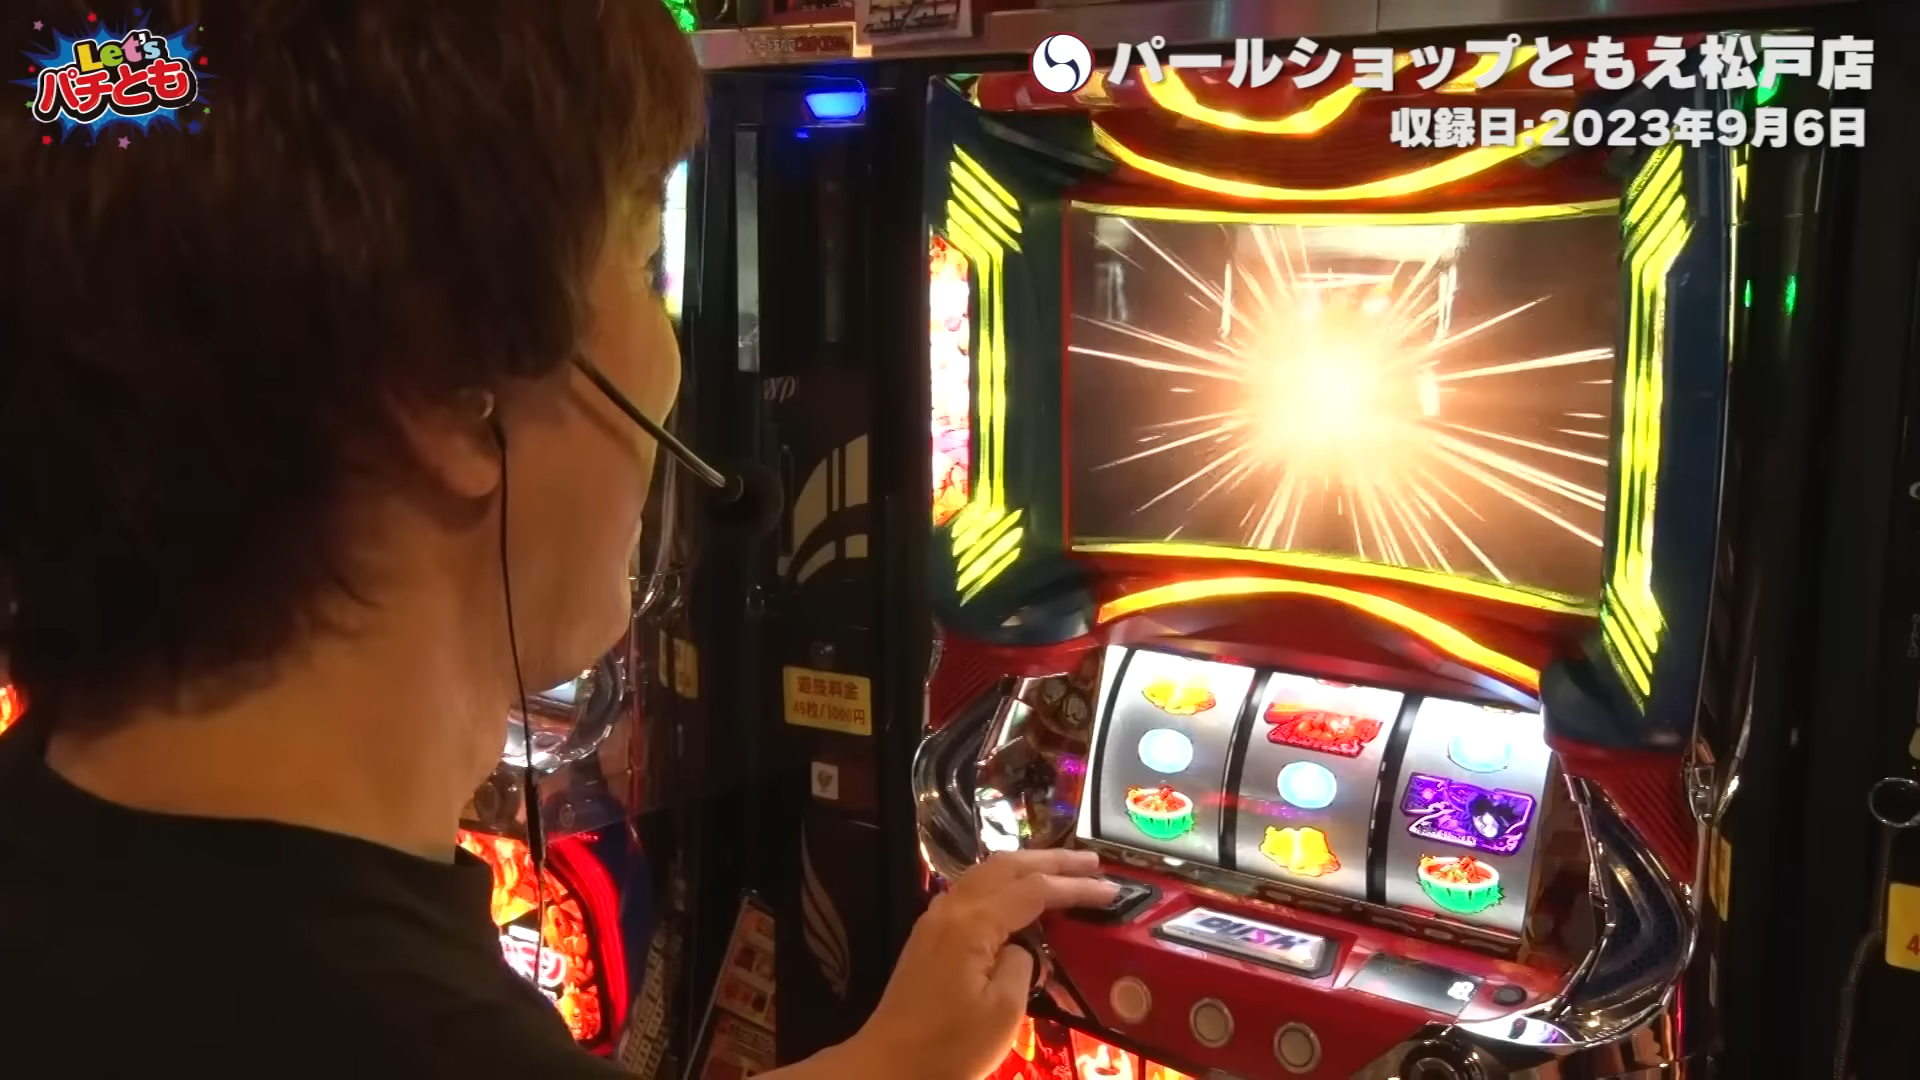 Let's
パチとも
パールショップともえ松戸店
収録日:2023年9月6日
遊技料金
45枚/1000円
PUSH